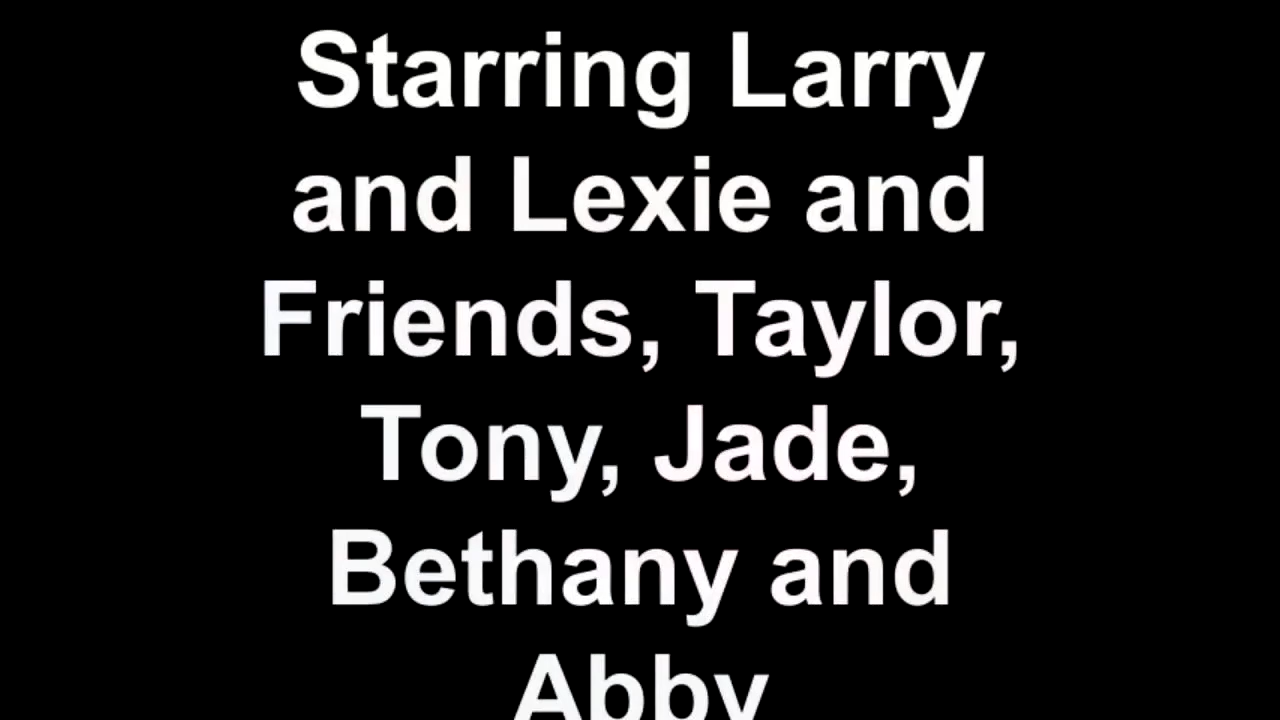 Starring Larry
and Lexie and
Friends, Taylor,
Tony, Jade,
Bethany and
Abby